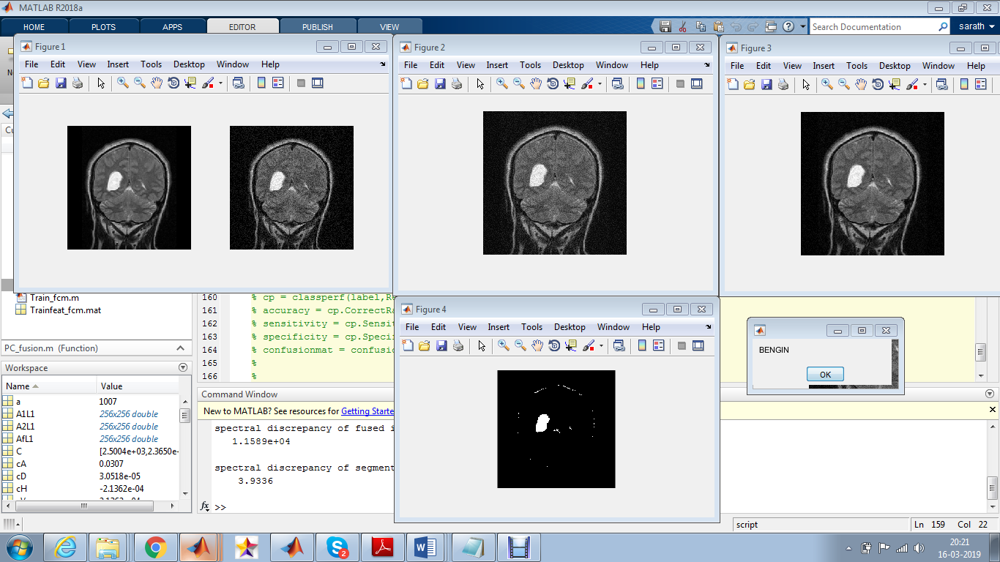 MATLAB R2018a
HOME PLOTS APPS EDITOR PUBLISH VIEW
Search Documentation sarath
Figure 1
File Edit View Insert Tools Desktop Window Help
Figure 2
File Edit View Insert Tools Desktop Window Help
Figure 3
File Edit View Insert Tools Desktop Window Help
Train_fcm.m
Trainfeat_fcm.mat
PC_fusion.m (Function)
Workspace
Name Value
a 1007
A1L1 256x256 double
A2L1 256x256 double
AfL1 256x256 double
C [2.5004e+03,2.3650e-
cA 0.0307
cD 3.0518e-05
cH -2.1362e-04
160 % cp = classperf(label,R
161 % accuracy = cp.CorrectRa
162 % sensitivity = cp.Sensit
163 % specificity = cp.Speci
164 % confusionmat = confusio
165 %
166 %
Command Window
New to MATLAB? See resources for Getting Starte
spectral discrepancy of fused i
1.1589e+04
spectral discrepancy of segment
3.9336
fx >>
Figure 4
File Edit View Insert Tools Desktop Window Help
BENGIN
OK
script Ln 159 Col 22
20:21
16-03-2019